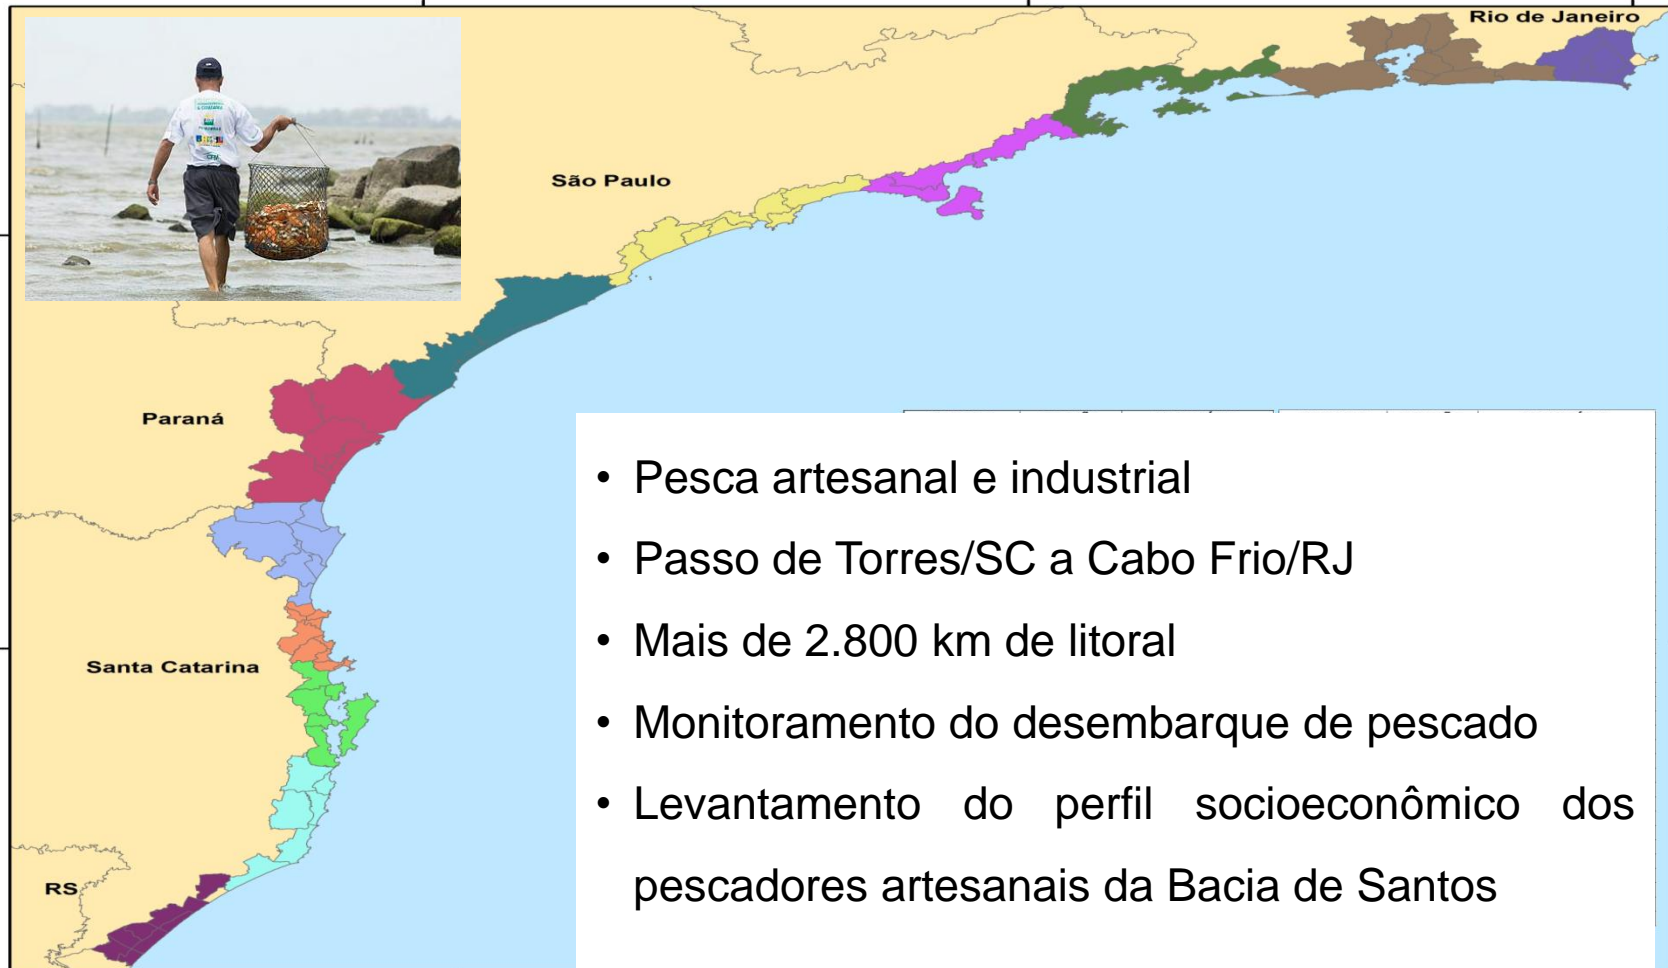 Rio de Janeiro
São Paulo
Paraná
Santa Catarina
RS
• Pesca artesanal e industrial
• Passo de Torres/SC a Cabo Frio/RJ
• Mais de 2.800 km de litoral
• Monitoramento do desembarque de pescado
• Levantamento do perfil socioeconômico dos
pescadores artesanais da Bacia de Santos